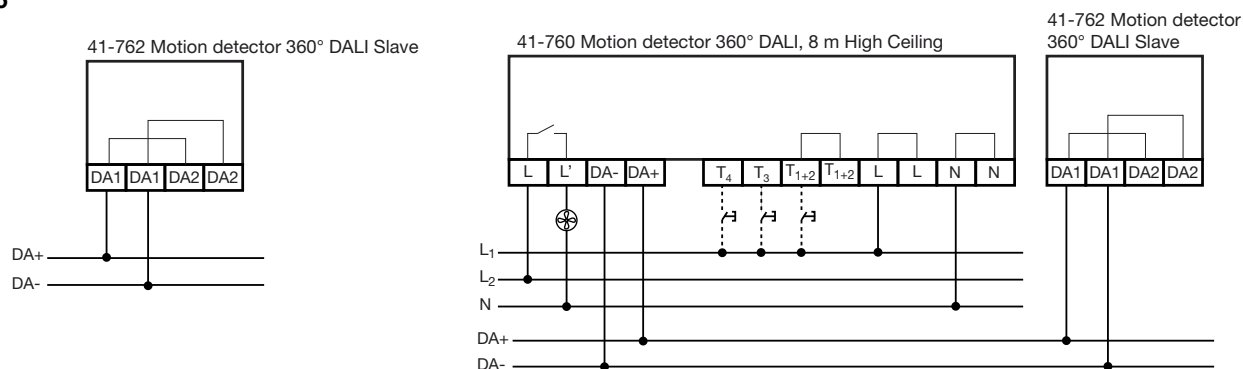 41-762 Motion detector 360° DALI Slave
DA1 DA1 DA2 DA2
DA+
DA-
41-760 Motion detector 360° DALI, 8 m High Ceiling
L L' DA- DA+ T4 T3 T1+2 T1+2 L L N N
L1
L2
N
DA+
DA-
41-762 Motion detector
360° DALI Slave
DA1 DA1 DA2 DA2